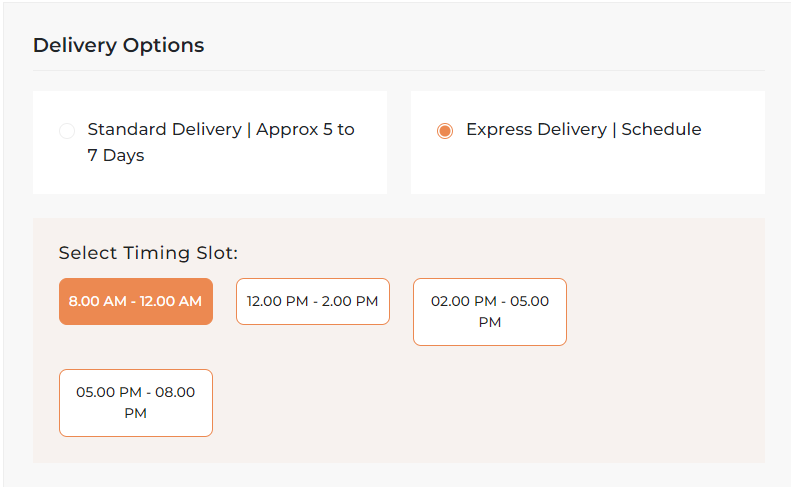 Delivery Options
Standard Delivery | Approx 5 to
7 Days
Express Delivery | Schedule
Select Timing Slot:
8.00 AM - 12.00 AM
12.00 PM - 2.00 PM
02.00 PM - 05.00
PM
05.00 PM - 08.00
PM